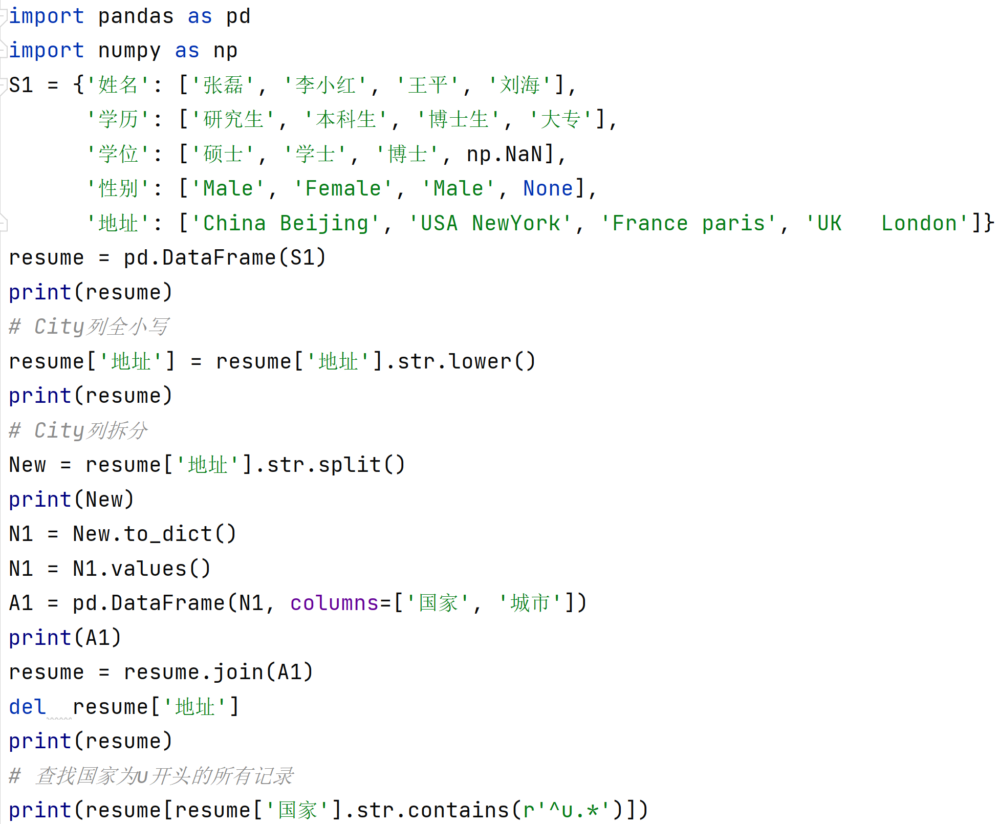 import pandas as pd
import numpy as np
S1 = {'姓名': ['张磊', '李小红', '王平', '刘海'],
      '学历': ['研究生', '本科生', '博士生', '大专'],
      '学位': ['硕士', '学士', '博士', np.NaN],
      '性别': ['Male', 'Female', 'Male', None],
      '地址': ['China Beijing', 'USA NewYork', 'France paris', 'UK   London']}
resume = pd.DataFrame(S1)
print(resume)
# City列全小写
resume['地址'] = resume['地址'].str.lower()
print(resume)
# City列拆分
New = resume['地址'].str.split()
print(New)
N1 = New.to_dict()
N1 = N1.values()
A1 = pd.DataFrame(N1, columns=['国家', '城市'])
print(A1)
resume = resume.join(A1)
del  resume['地址']
print(resume)
# 查找国家为u开头的所有记录
print(resume[resume['国家'].str.contains(r'^u.*')])